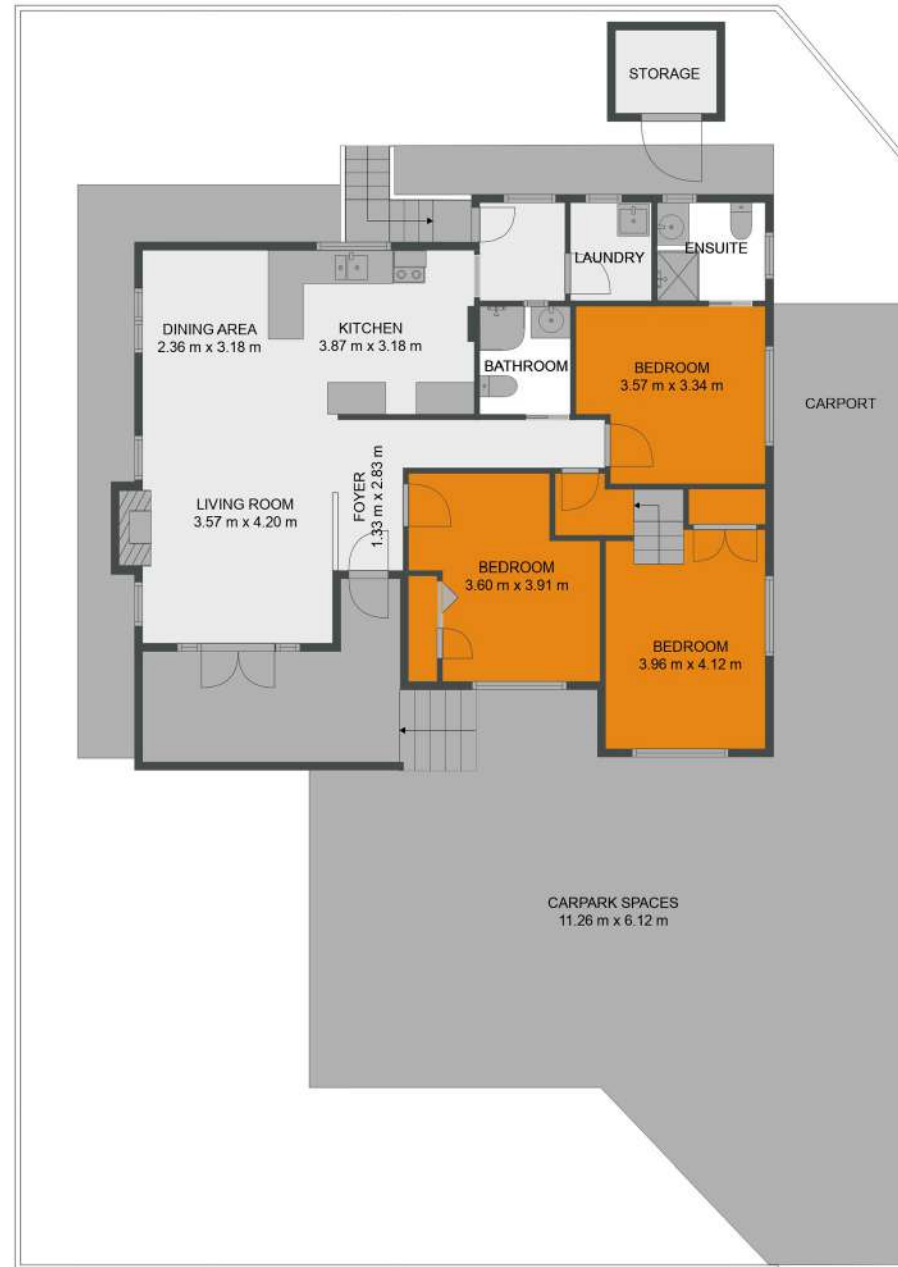 STORAGE
ENSUITE
LAUNDRY
DINING AREA
2.36 m x 3.18 m
KITCHEN
3.87 m x 3.18 m
BATHROOM
BEDROOM
3.57 m x 3.34 m
CARPORT
LIVING ROOM
3.57 m x 4.20 m
FOYER
1.33 m x 2.83 m
BEDROOM
3.60 m x 3.91 m
BEDROOM
3.96 m x 4.12 m
CARPARK SPACES
11.26 m x 6.12 m